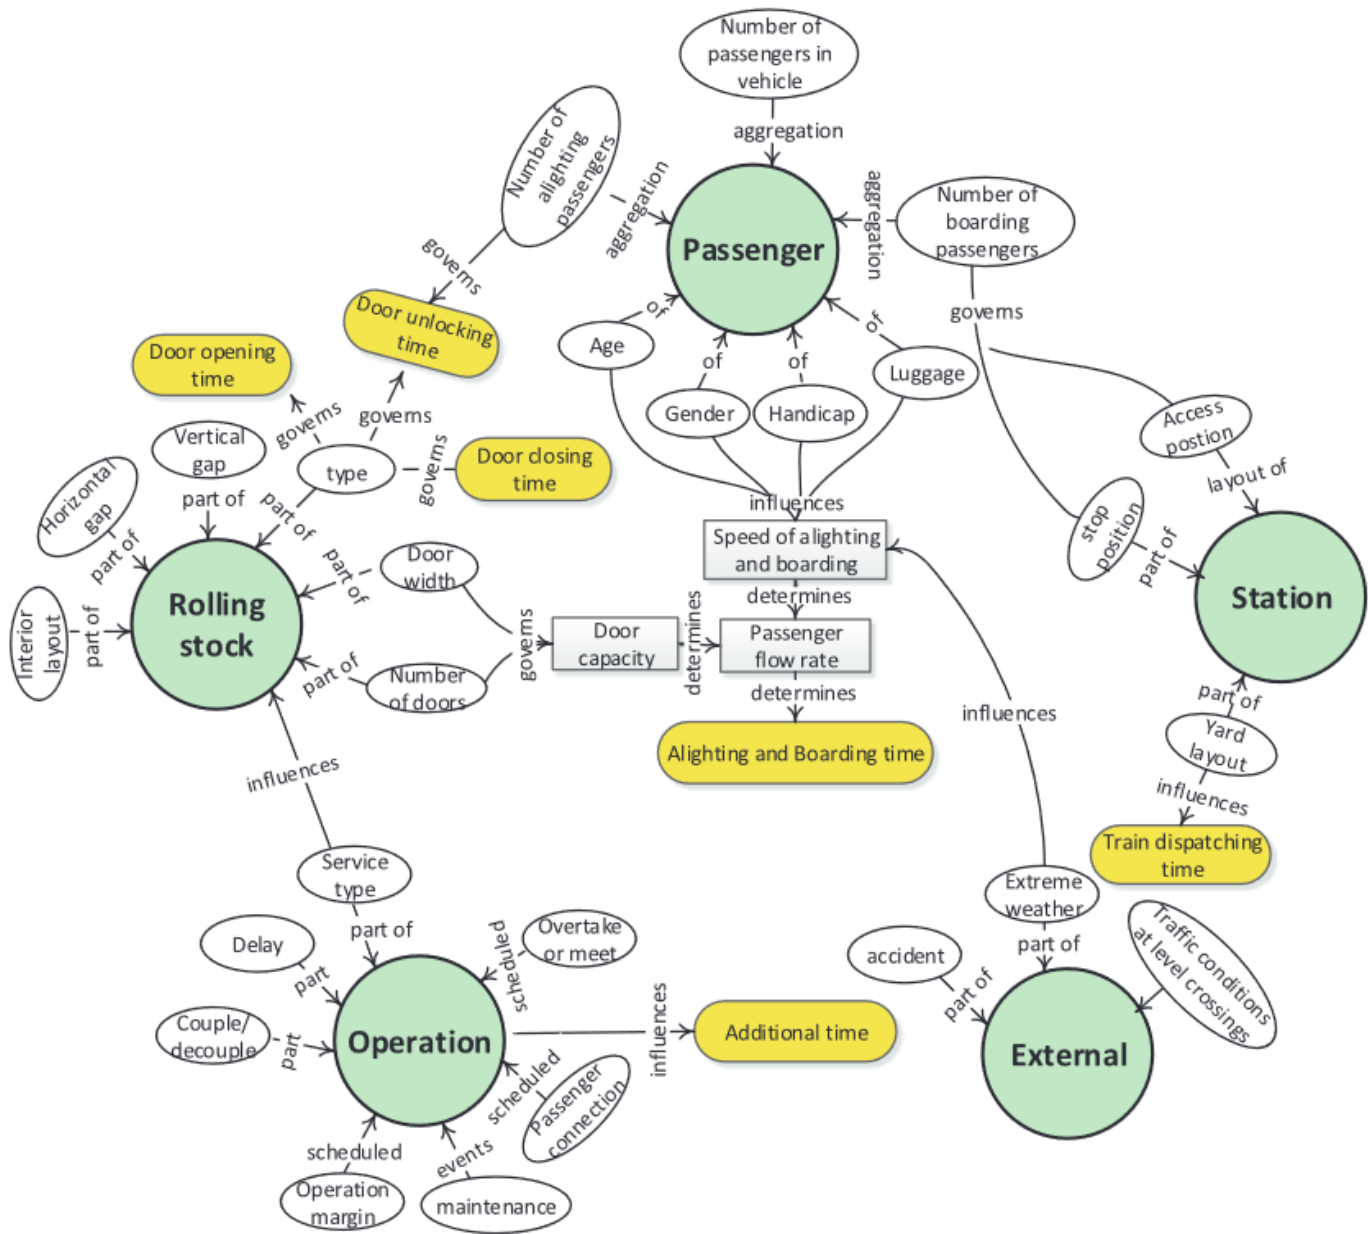 Number of
passengers in
vehicle
aggregation
Number of
alighting
passengers
aggregation
aggregation
Number of
boarding
passengers
Passenger
governs
governs
Door unlocking
time
Door opening
time
of
Age
of
Gender
of
Handicap
of
Luggage
Access
postion
layout of
Vertical
gap
governs
governs
type
governs
Door closing
time
Horizontal
gap
part of
part of
part of
influences
Speed of alighting
and boarding
stop
position
part of
Station
Rolling
stock
part of
Door
width
Interior
layout
part of
determines
governs
Door
capacity
determines
Passenger
flow rate
part of
Number
of doors
determines
Alighting and Boarding time
influences
part of
Yard
layout
influences
Train dispatching
time
influences
Service
type
part of
Extreme
weather
part of
Traffic conditions
at level crossings
accident
part of
External
Delay
part
scheduled
Overtake
or meet
Couple/
decouple
part
Operation
influences
Additional time
scheduled
Passenger
connection
scheduled
Operation
margin
events
maintenance